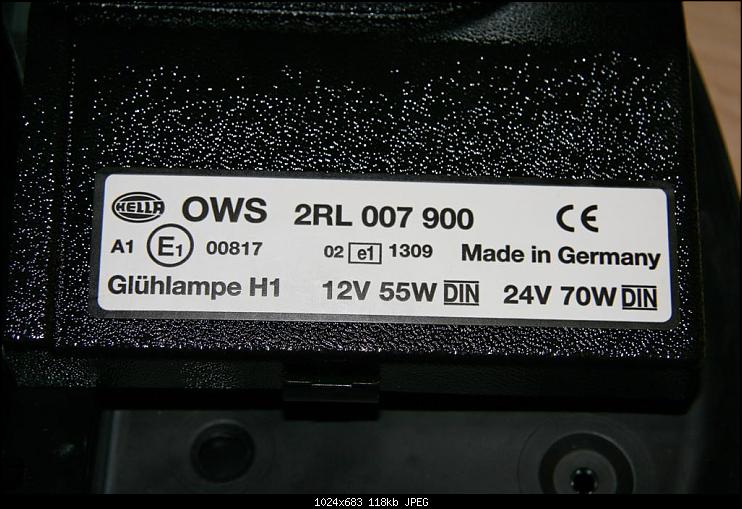 HELLA OWS 2RL 007 900 CE
A1 E1 00817 02 e1 1309 Made in Germany
Glühlampe H1 12V 55W DIN 24V 70W DIN
1024x683 118kb JPEG